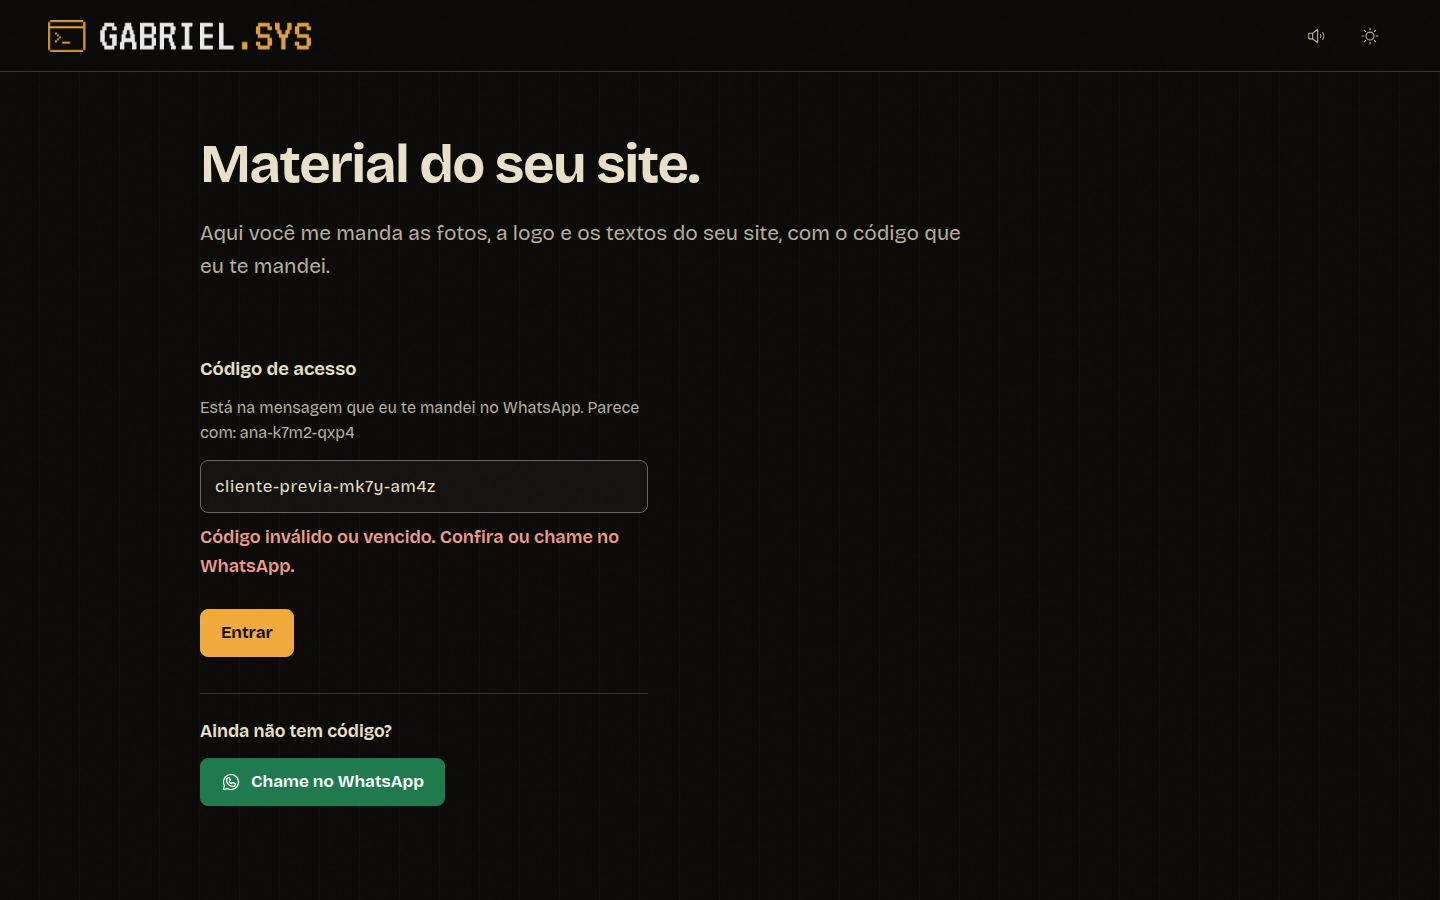 GABRIEL.SYS
Material do seu site.
Aqui você me manda as fotos, a logo e os textos do seu site, com o código que
eu te mandei.
Código de acesso
Está na mensagem que eu te mandei no WhatsApp. Parece
com: ana-k7m2-qxp4
cliente-previa-mk7y-am4z
Código inválido ou vencido. Confira ou chame no
WhatsApp.
Entrar
Ainda não tem código?
Chame no WhatsApp